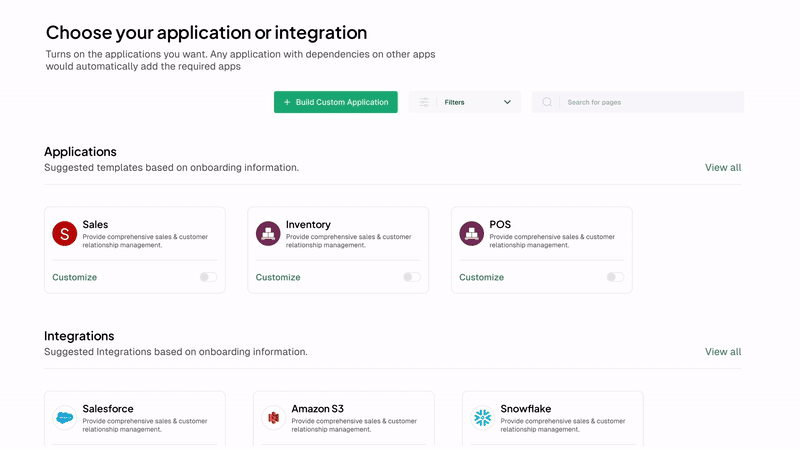 Choose your application or integration
Turns on the applications you want. Any application with dependencies on other apps
would automatically add the required apps
+ Build Custom Application
Filters
Search for pages
Applications
Suggested templates based on onboarding information.
View all
S
Sales
Provide comprehensive sales & customer
relationship management.
Customize
Inventory
Provide comprehensive sales & customer
relationship management.
Customize
POS
Provide comprehensive sales & customer
relationship management.
Customize
Integrations
Suggested Integrations based on onboarding information.
View all
Salesforce
Provide comprehensive sales & customer
relationship management.
Amazon S3
Provide comprehensive sales & customer
relationship management.
Snowflake
Provide comprehensive sales & customer
relationship management.